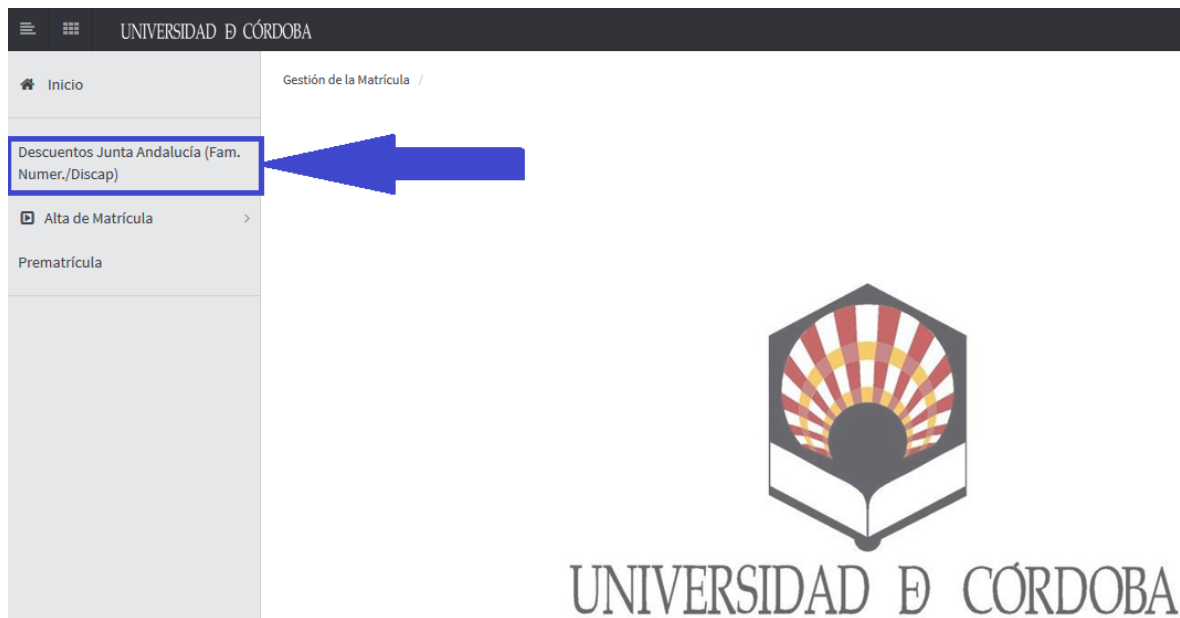 UNIVERSIDAD Ð CÓRDOBA
Inicio
Gestión de la Matrícula /
Descuentos Junta Andalucía (Fam.
Numer./Discap)
Alta de Matrícula
Prematrícula
UNIVERSIDAD Ð CÓRDOBA